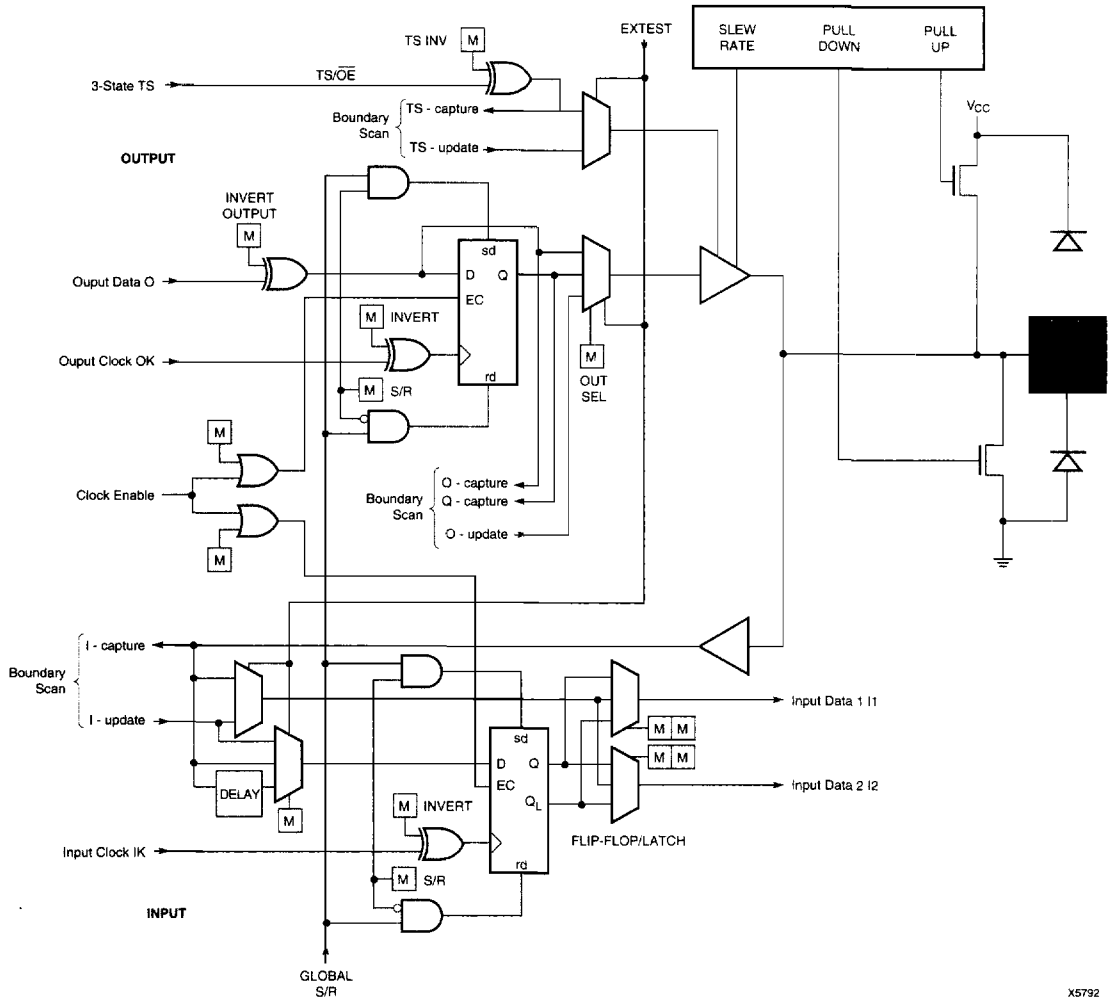 EXTEST
SLEW RATE
PULL DOWN
PULL UP
TS INV
M
3-State TS
TS/OE
TS - capture
TS - update
Boundary Scan
VCC
OUTPUT
INVERT OUTPUT
M
sd
D
Q
EC
rd
Ouput Data O
M
INVERT
Ouput Clock OK
M
S/R
M
OUT SEL
M
Clock Enable
M
Boundary Scan
O - capture
Q - capture
O - update
Boundary Scan
I - capture
I - update
Input Data 1 I1
M M
M M
sd
D
Q
EC
QL
rd
Input Data 2 I2
DELAY
M
M
INVERT
FLIP-FLOP/LATCH
Input Clock IK
M
S/R
INPUT
GLOBAL S/R
X5792